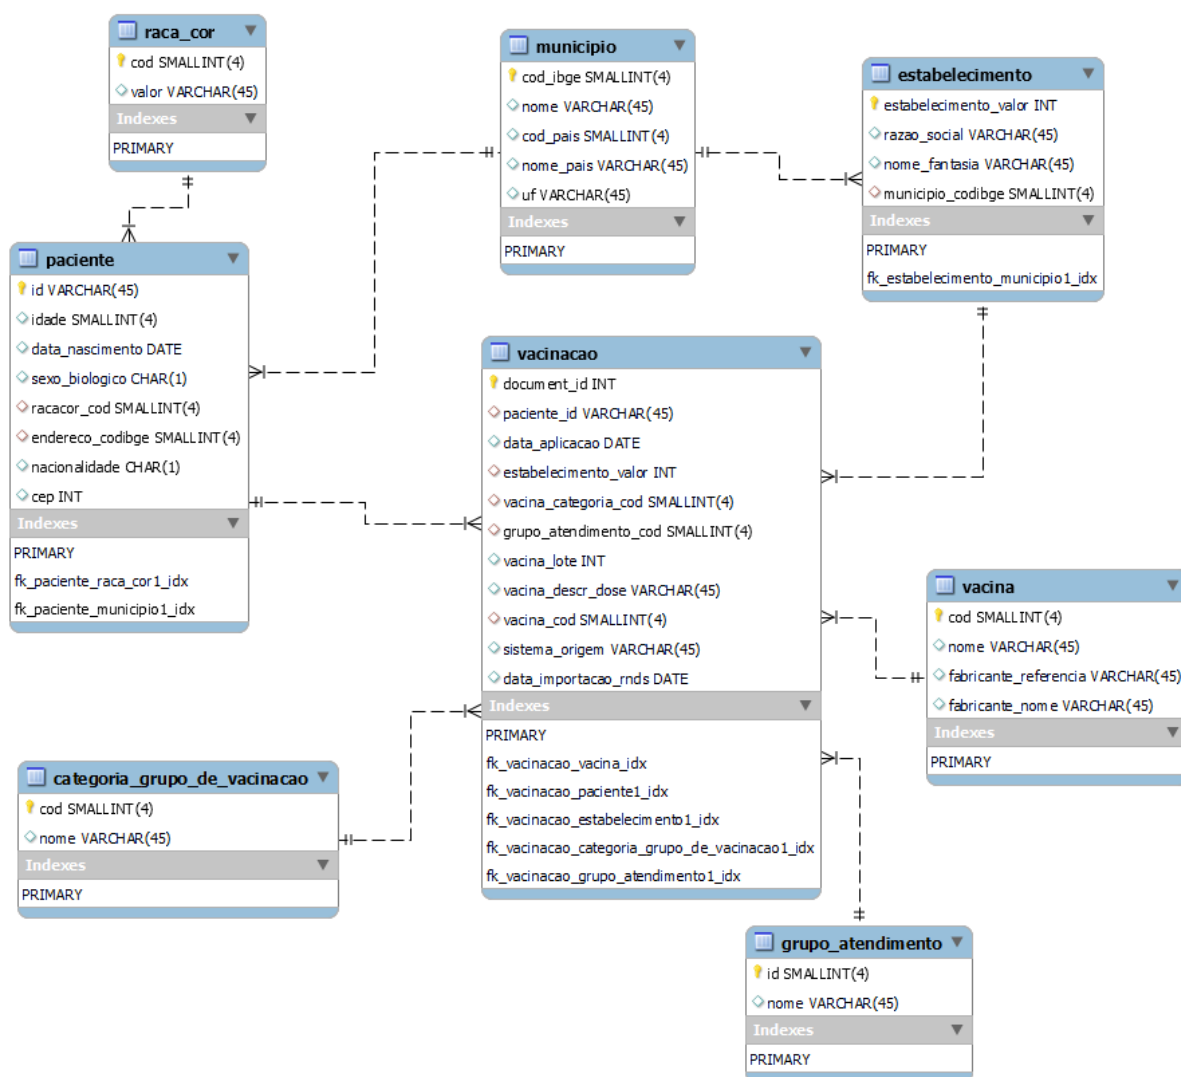 raca_cor
cod SMALLINT(4)
valor VARCHAR(45)
Indexes
PRIMARY
municipio
cod_ibge SMALLINT(4)
nome VARCHAR(45)
cod_pais SMALLINT(4)
nome_pais VARCHAR(45)
uf VARCHAR(45)
Indexes
PRIMARY
estabelecimento
estabelecimento_valor INT
razao_social VARCHAR(45)
nome_fantasia VARCHAR(45)
municipio_codibge SMALLINT(4)
Indexes
PRIMARY
fk_estabelecimento_municipio1_idx
paciente
id VARCHAR(45)
idade SMALLINT(4)
data_nascimento DATE
sexo_biologico CHAR(1)
racacor_cod SMALLINT(4)
endereco_codibge SMALLINT(4)
nacionalidade CHAR(1)
cep INT
Indexes
PRIMARY
fk_paciente_raca_cor1_idx
fk_paciente_municipio1_idx
vacinacao
document_id INT
paciente_id VARCHAR(45)
data_aplicacao DATE
estabelecimento_valor INT
vacina_categoria_cod SMALLINT(4)
grupo_atendimento_cod SMALLINT(4)
vacina_lote INT
vacina_descr_dose VARCHAR(45)
vacina_cod SMALLINT(4)
sistema_origem VARCHAR(45)
data_importacao_rnds DATE
Indexes
PRIMARY
fk_vacinacao_vacina_idx
fk_vacinacao_paciente1_idx
fk_vacinacao_estabelecimento1_idx
fk_vacinacao_categoria_grupo_de_vacinacao1_idx
fk_vacinacao_grupo_atendimento1_idx
vacina
cod SMALLINT(4)
nome VARCHAR(45)
fabricante_referencia VARCHAR(45)
fabricante_nome VARCHAR(45)
Indexes
PRIMARY
categoria_grupo_de_vacinacao
cod SMALLINT(4)
nome VARCHAR(45)
Indexes
PRIMARY
grupo_atendimento
id SMALLINT(4)
nome VARCHAR(45)
Indexes
PRIMARY